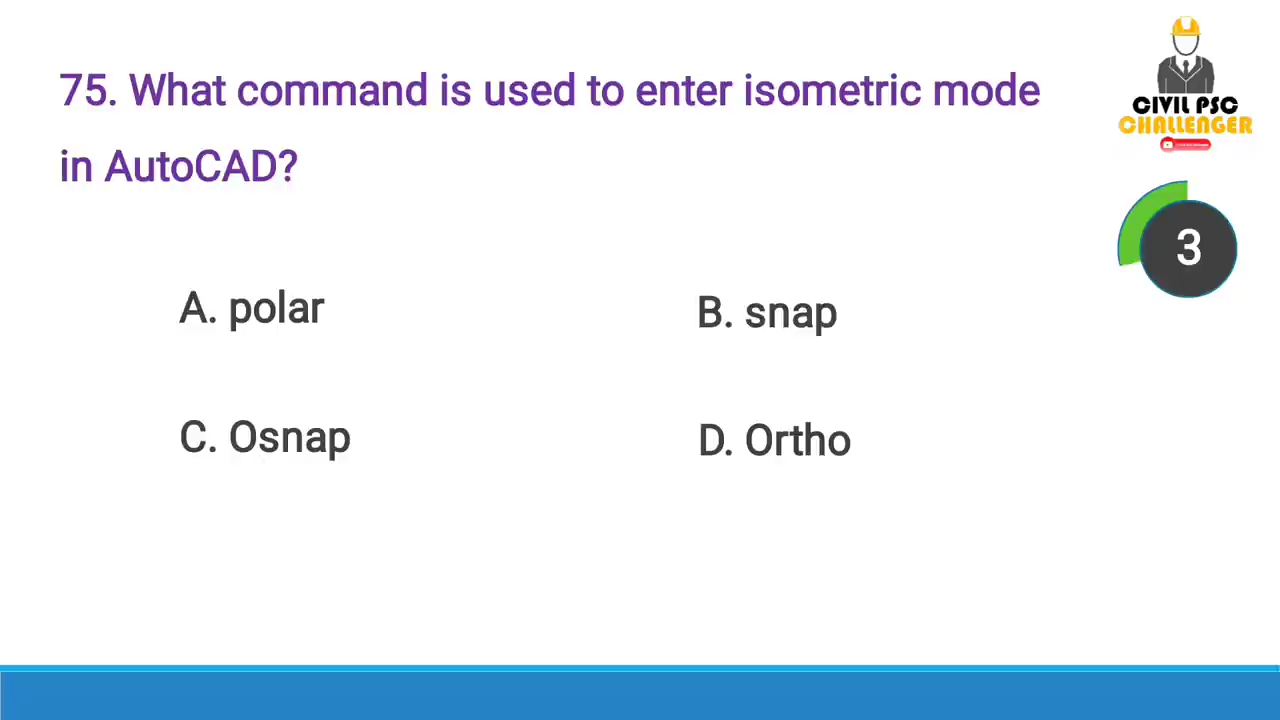 75. What command is used to enter isometric mode
in AutoCAD?
CIVIL PSC
CHALLENGER
3
A. polar
B. snap
C. Osnap
D. Ortho